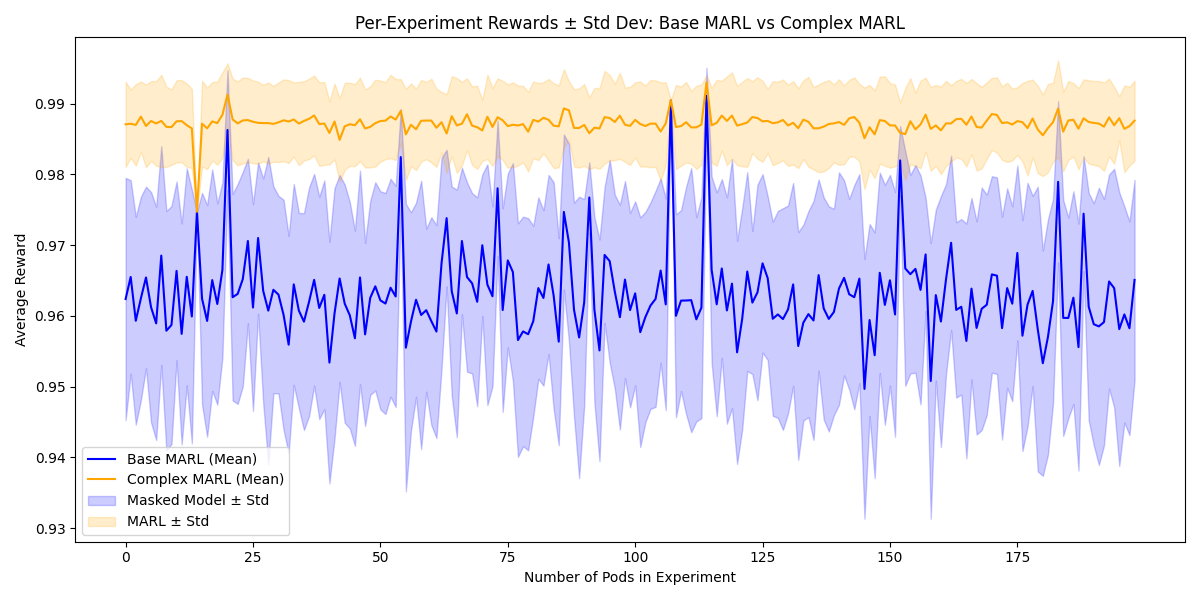 Per-Experiment Rewards ± Std Dev: Base MARL vs Complex MARL
Average Reward
0.99
0.98
0.97
0.96
0.95
0.94
0.93
Base MARL (Mean)
Complex MARL (Mean)
Masked Model ± Std
MARL ± Std
0 25 50 75 100 125 150 175
Number of Pods in Experiment